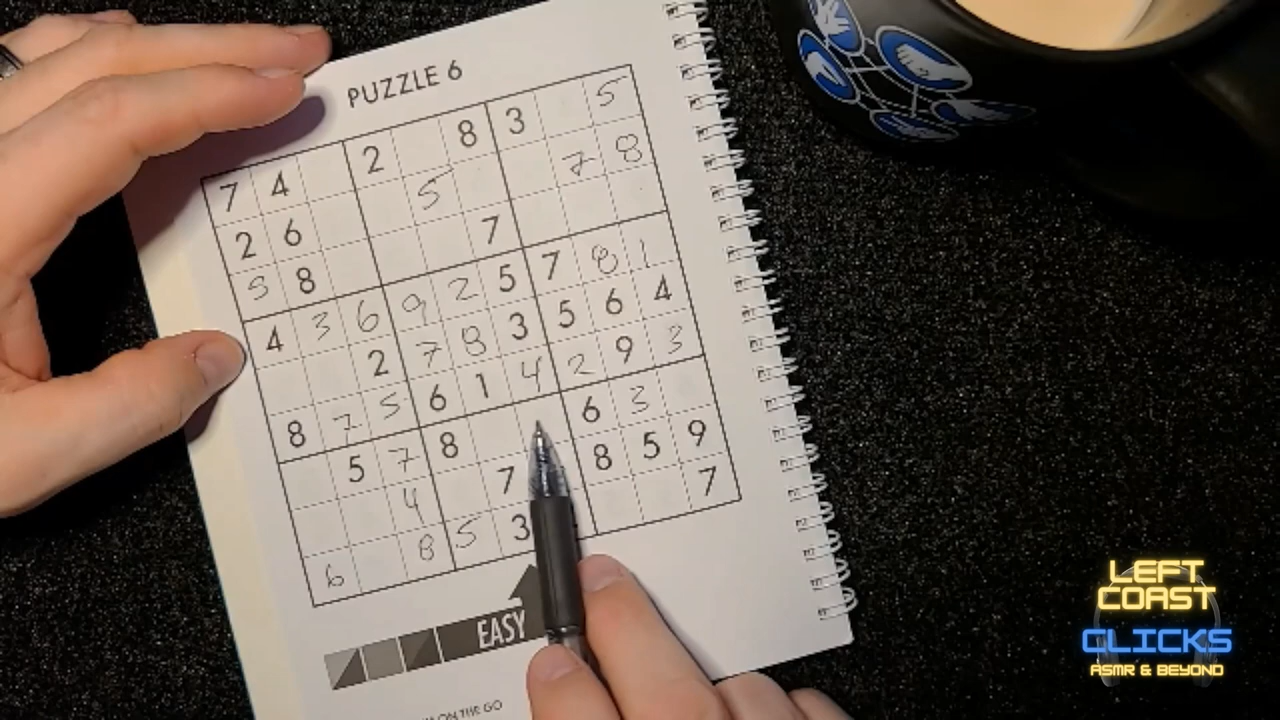 PUZZLE 6
7 4 2 8 3 5
2 6 5 7 8
5 8 7
4 3 6 9 2 5 7 8 1
2 7 8 3 5 6 4
8 7 5 6 1 4 2 9 3
5 7 8 6 3
4 7 8 5 9
6 8 5 3 7
EASY
ON THE GO
LEFT
COAST
CLICKS
ASMR & BEYOND